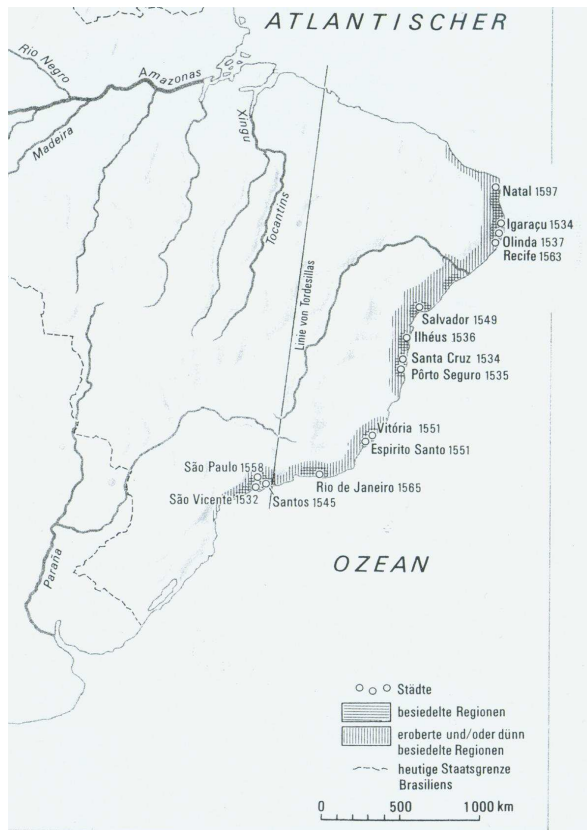 ATLANTISCHER
Rio Negro
Amazonas
Madeira
Xingu
Tocantins
Linie von Tordesillas
Natal 1597
Igaraçu 1534
Olinda 1537
Recife 1563
Salvador 1549
Ilhéus 1536
Santa Cruz 1534
Pôrto Seguro 1535
Vitória 1551
Espirito Santo 1551
São Paulo 1558
Rio de Janeiro 1565
São Vicente 1532
Santos 1545
Paraña
OZEAN
Städte
besiedelte Regionen
eroberte und/oder dünn
besiedelte Regionen
heutige Staatsgrenze
Brasiliens
0 500 1000 km